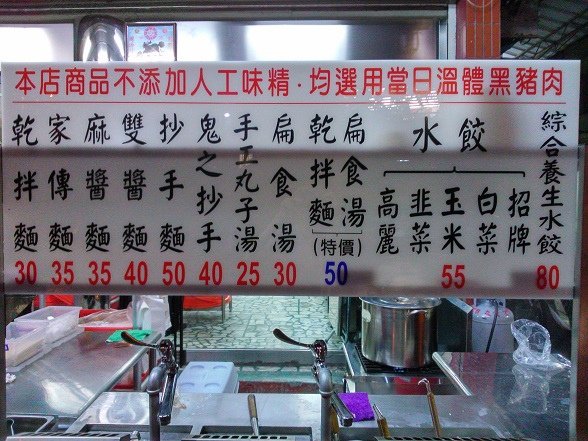 本店商品不添加人工味精·均選用當日溫體黑豬肉
乾拌麵 30
家傳麵 35
麻醬麵 35
雙醬麵 40
抄手麵 50
鬼之抄手 40
手工丸子湯 25
扁食湯 30
乾拌麵 扁食湯
(特價)
50
水餃
高麗 韭菜 玉米 白菜 招牌
55
綜合養生水餃 80